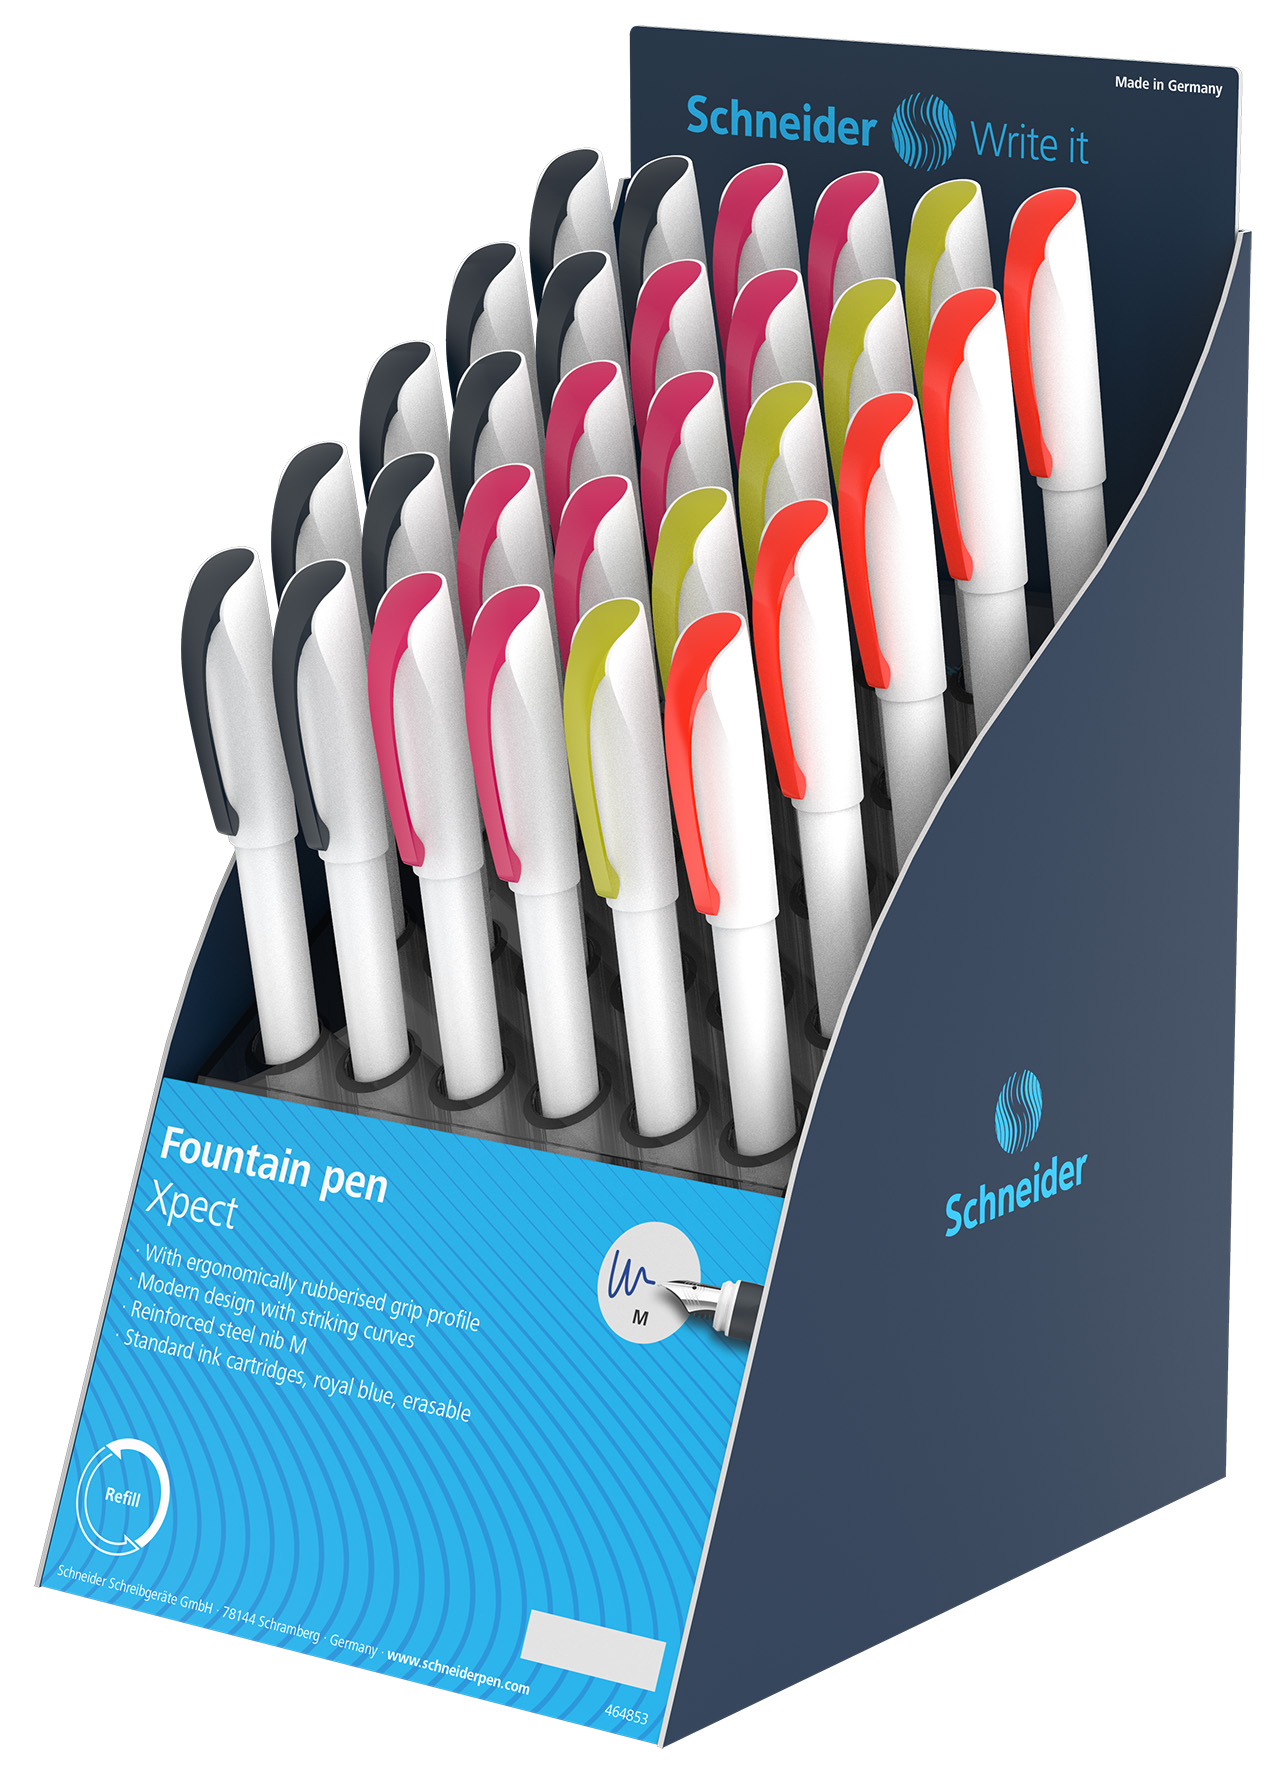 Made in Germany
Schneider Write it
Fountain pen
Xpect
· With ergonomically rubberised grip profile
· Modern design with striking curves
· Reinforced steel nib M
· Standard ink cartridges, royal blue, erasable
M
Refill
Schneider Schreibgeräte GmbH · 78144 Schramberg · Germany · www.schneiderpen.com
464853
Schneider